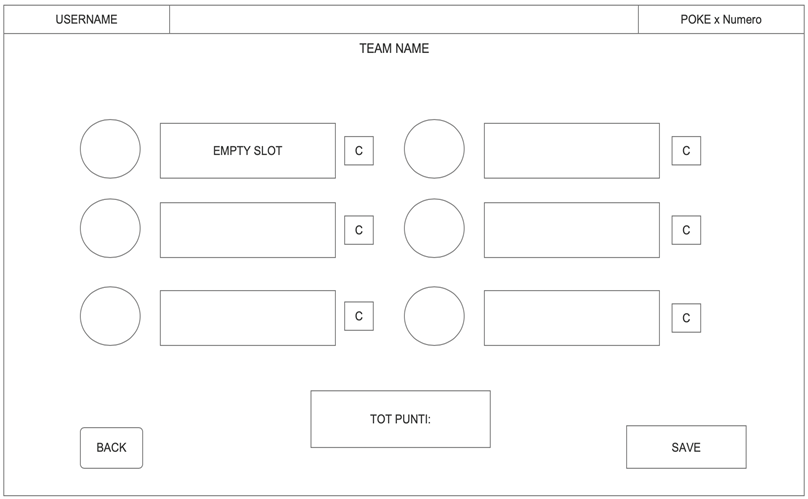 USERNAME
POKE x Numero
TEAM NAME
EMPTY SLOT
C
C
C
C
C
C
TOT PUNTI:
BACK
SAVE